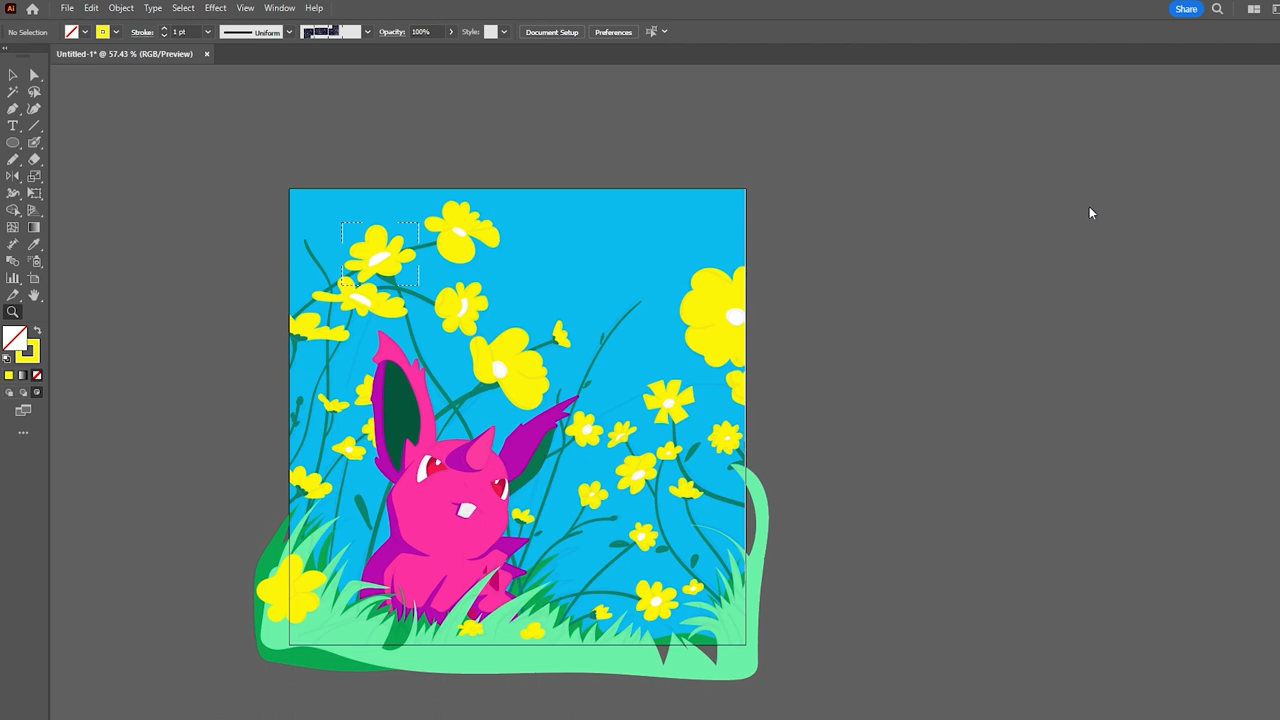 Ai File Edit Object Type Select Effect View Window Help Share
No Selection Stroke: 1 pt Uniform Opacity: 100% Style: Document Setup Preferences
Untitled-1* @ 57.43 % (RGB/Preview) ×
T